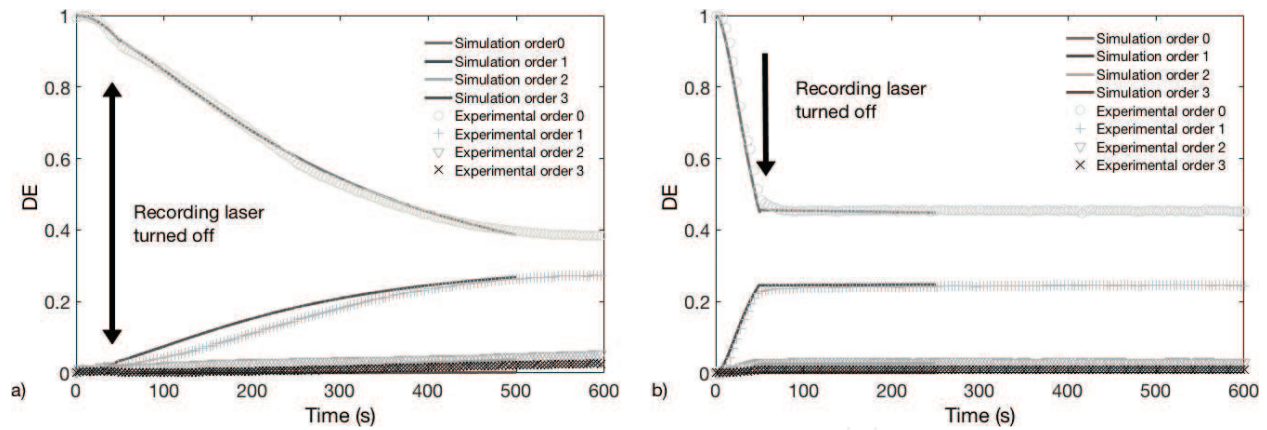 1
0.8
0.6
0.4
0.2
0
DE
Simulation order0
Simulation order 1
Simulation order 2
Simulation order 3
Experimental order 0
Experimental order 1
Experimental order 2
Experimental order 3
Recording laser
turned off
0 100 200 300 400 500 600
a)
Time (s)
1
0.8
0.6
0.4
0.2
0
DE
Simulation order 0
Simulation order 1
Simulation order 2
Simulation order 3
Experimental order 0
Experimental order 1
Experimental order 2
Experimental order 3
Recording laser
turned off
0 100 200 300 400 500 600
b)
Time (s)